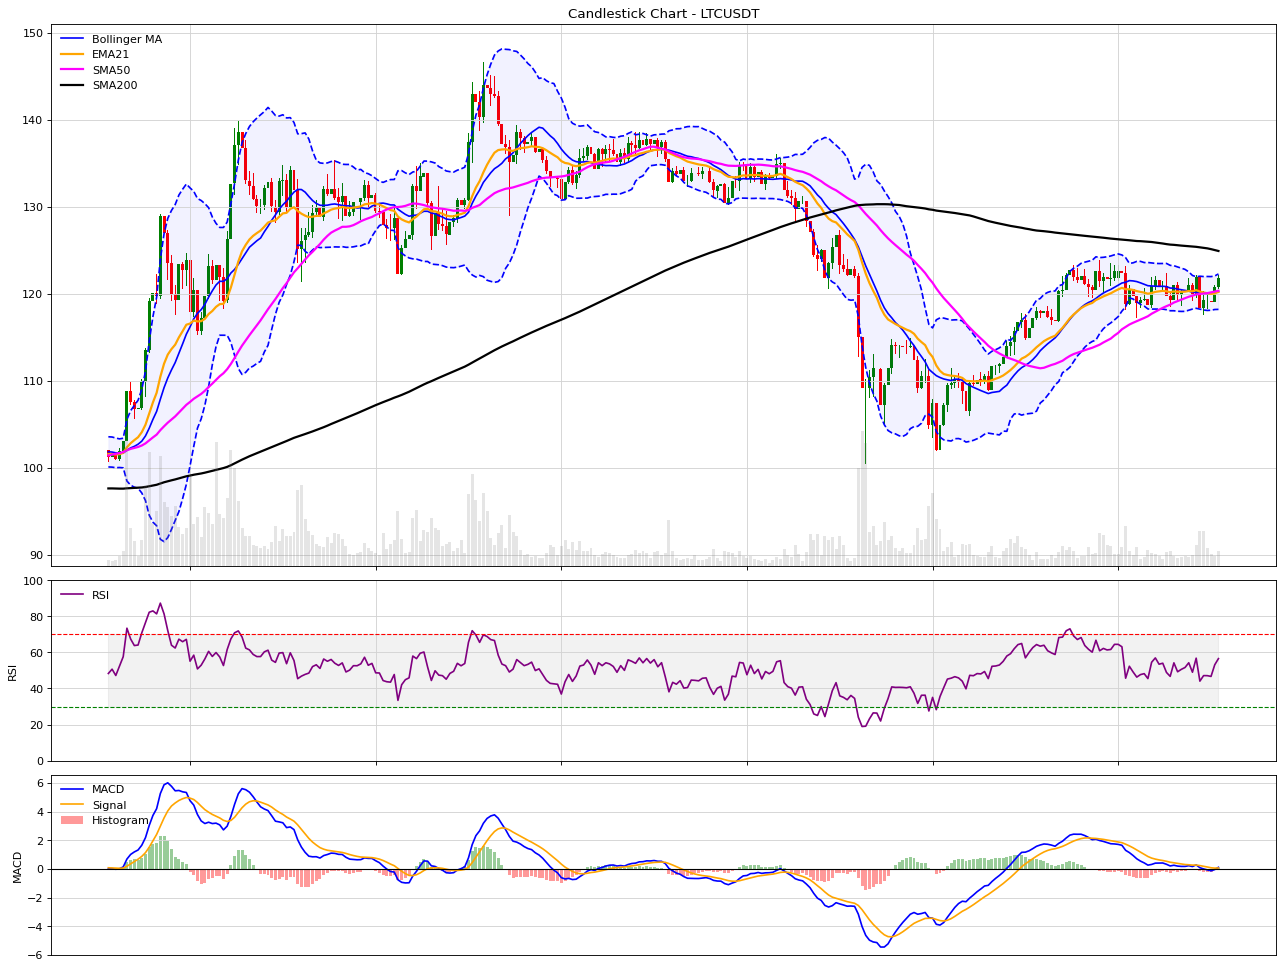 Candlestick Chart - LTCUSDT
150
140
130
120
110
100
90
Bollinger MA
EMA21
SMA50
SMA200
100
80
60
40
20
0
RSI
RSI
6
4
2
0
−2
−4
−6
MACD
MACD
Signal
Histogram